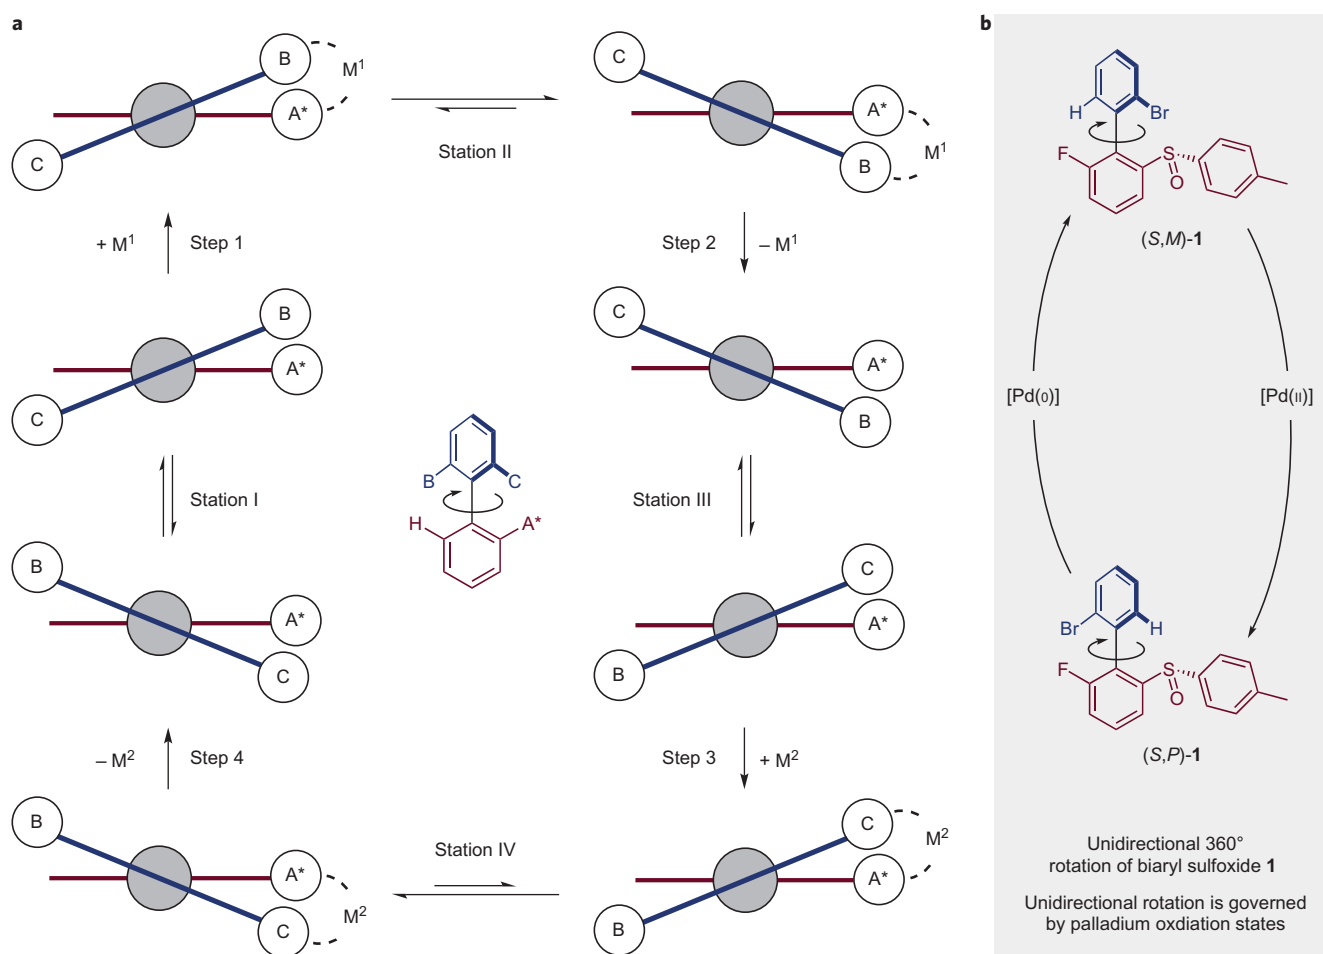 a
B
M¹
A*
C
Station II
C
A*
M¹
B
+ M¹
Step 1
Step 2
– M¹
B
A*
C
C
A*
B
Station I
B
C
H
A*
Station III
B
A*
C
C
A*
B
– M²
Step 4
Step 3
+ M²
B
A*
M²
C
Station IV
C
M²
A*
B
b
H
Br
F
S
O
(S,M)-1
[Pd(0)]
[Pd(II)]
Br
H
F
S
O
(S,P)-1
Unidirectional 360°
rotation of biaryl sulfoxide 1
Unidirectional rotation is governed
by palladium oxdiation states